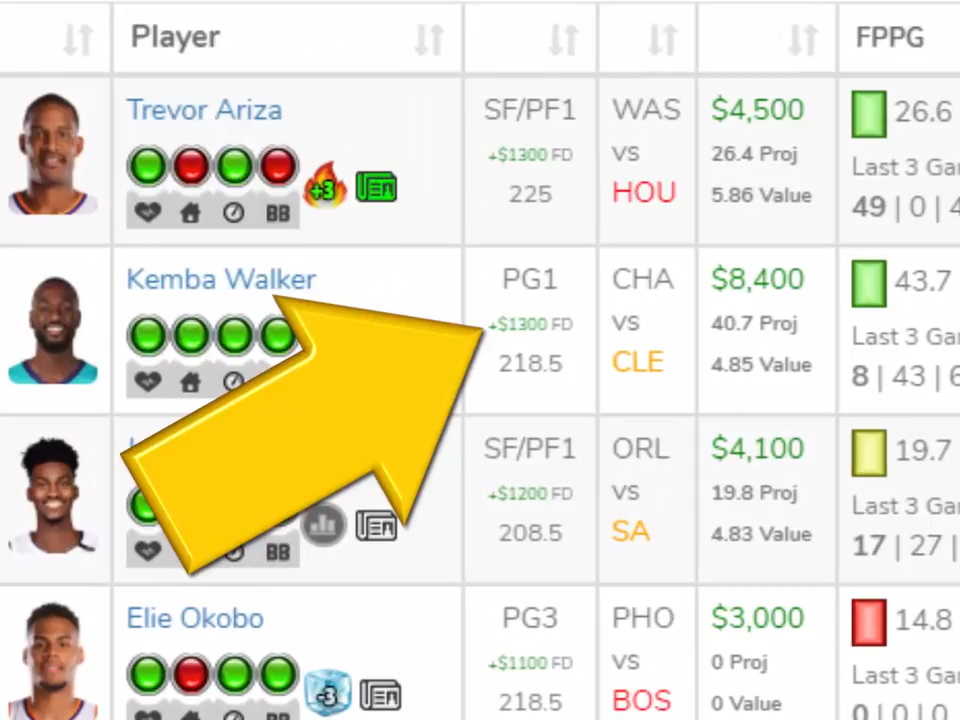 Player FPPG
Trevor Ariza SF/PF1 WAS $4,500 26.6
+$1300 FD VS 26.4 Proj Last 3
+3 225 HOU 5.86 Value 49 | 0 |
BB
Kemba Walker PG1 CHA $8,400 43.7
+$1300 FD VS 40.7 Proj Last 3
218.5 CLE 4.85 Value 8 | 43 |
SF/PF1 ORL $4,100 19.7
+$1200 FD VS 19.8 Proj Last 3
208.5 SA 4.83 Value 17 | 27 |
BB
Elie Okobo PG3 PHO $3,000 14.8
+$1100 FD VS 0 Proj Last 3
-3 218.5 BOS 0 Value 0 | 0 | 0